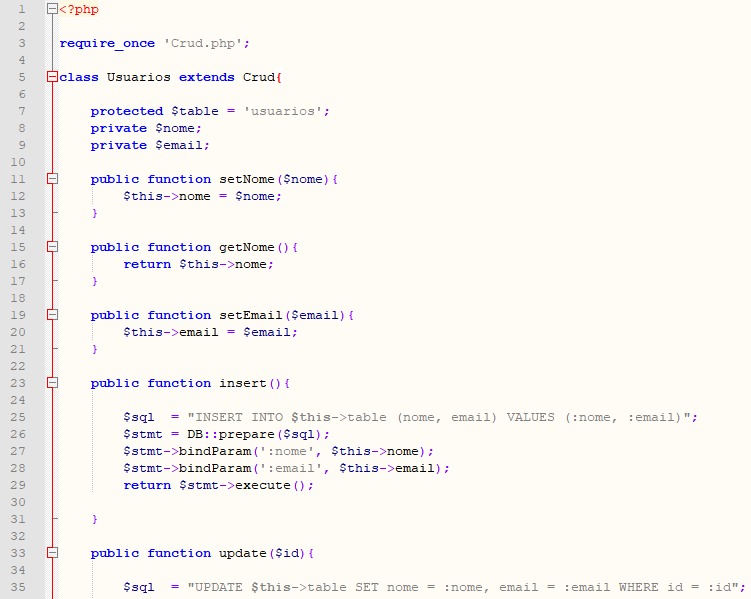 1 <?php
2
3 require_once 'Crud.php';
4
5 class Usuarios extends Crud{
6
7 protected $table = 'usuarios';
8 private $nome;
9 private $email;
10
11 public function setNome($nome){
12 $this->nome = $nome;
13 }
14
15 public function getNome(){
16 return $this->nome;
17 }
18
19 public function setEmail($email){
20 $this->email = $email;
21 }
22
23 public function insert(){
24
25 $sql  = "INSERT INTO $this->table (nome, email) VALUES (:nome, :email)";
26 $stmt = DB::prepare($sql);
27 $stmt->bindParam(':nome', $this->nome);
28 $stmt->bindParam(':email', $this->email);
29 return $stmt->execute();
30
31 }
32
33 public function update($id){
34
35 $sql  = "UPDATE $this->table SET nome = :nome, email = :email WHERE id = :id";